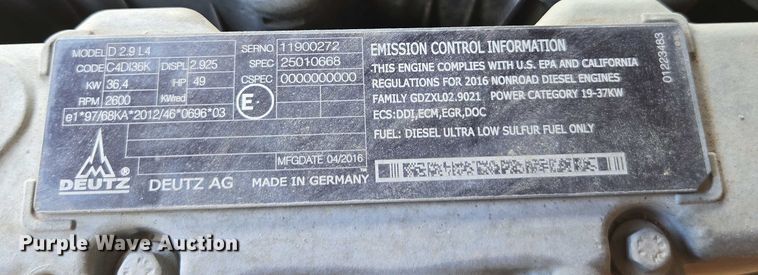 MODEL D 2.9 L4
CODE C4DI36K DISPL 2.925
KW 36,4 HP 49
RPM 2600 KWred
e1*97/68KA*2012/46*0696*03
SERNO 11900272
SPEC 25010668
CSPEC 0000000000
E
MFGDATE 04/2016
DEUTZ DEUTZ AG MADE IN GERMANY
EMISSION CONTROL INFORMATION
THIS ENGINE COMPLIES WITH U.S. EPA AND CALIFORNIA
REGULATIONS FOR 2016 NONROAD DIESEL ENGINES
FAMILY GDZXL02.9021 POWER CATEGORY 19-37KW
ECS: DDI,ECM,EGR,DOC
FUEL: DIESEL ULTRA LOW SULFUR FUEL ONLY
01223483
Purple Wave Auction